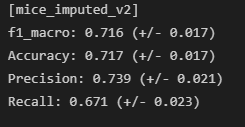 [mice_imputed_v2]
f1_macro: 0.716 (+/- 0.017)
Accuracy: 0.717 (+/- 0.017)
Precision: 0.739 (+/- 0.021)
Recall: 0.671 (+/- 0.023)